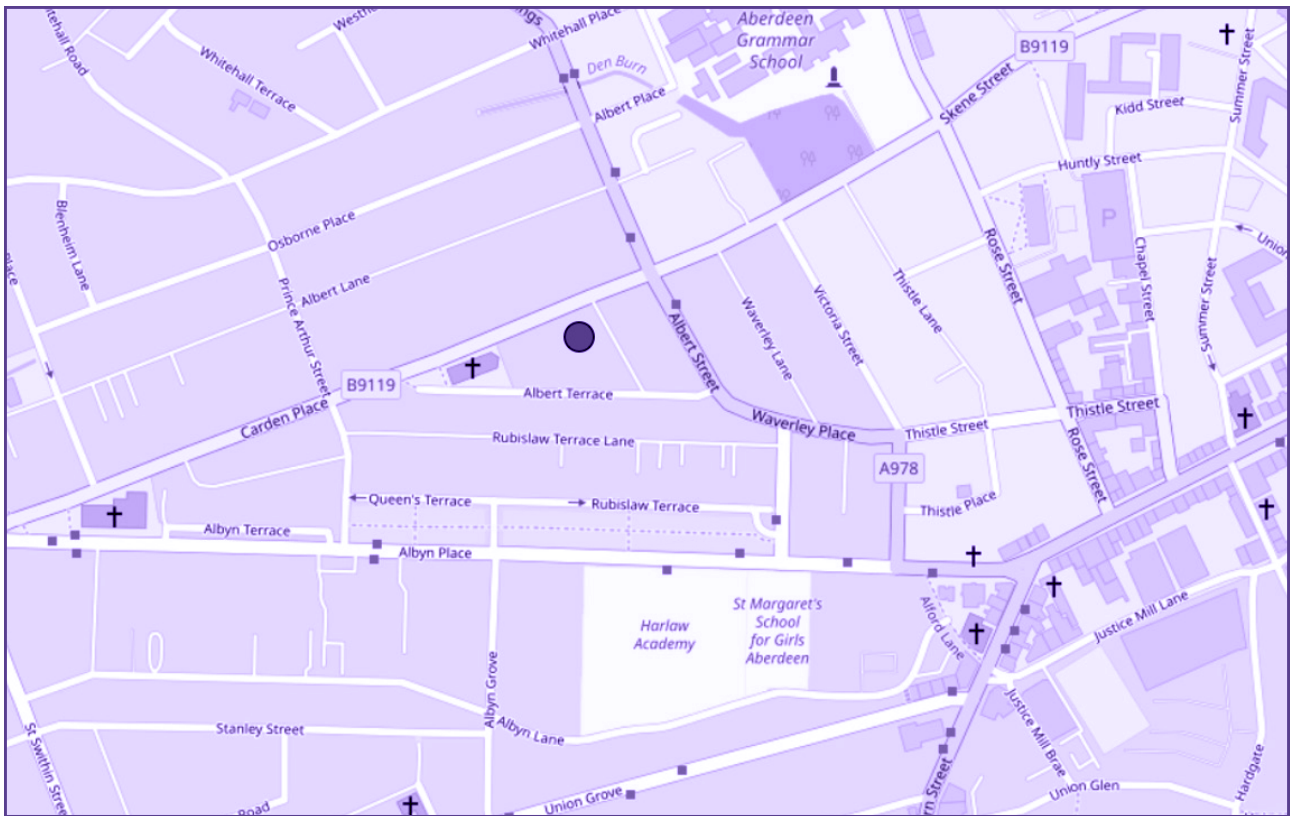 Whitehall Place
Aberdeen
Grammar
School
B9119
Summer Street
Whitehall Terrace
Den Burn
Albert Place
Skene Street
Kidd Street
Huntly Street
Blenheim Lane
Osborne Place
P
Rose Street
Chapel Street
Union
Prince Arthur Street
Albert Lane
Thistle Lane
Summer Street
Victoria Street
Waverley Lane
Albert Street
B9119
Albert Terrace
Carden Place
Waverley Place
Thistle Street
Thistle Street
Rubislaw Terrace Lane
A978
Rose Street
Queen's Terrace
Rubislaw Terrace
Thistle Place
Albyn Terrace
Albyn Place
Harlaw
Academy
St Margaret's
School
for Girls
Aberdeen
Alford Lane
Justice Mill Lane
Albyn Grove
Albyn Lane
Stanley Street
Justice Mill Brae
Hardgate
Union Glen
Union Grove
Road